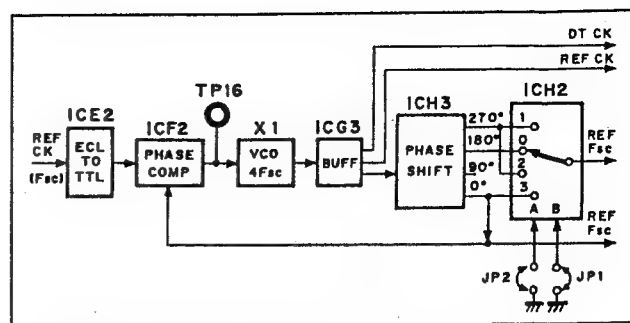 DT CK
REF CK
TP16
ICE2
ICF2
X1
ICG3
ICH3
ICH2
REF
CK
(Fsc)
ECL
TO
TTL
PHASE
COMP
VCO
4Fsc
BUFF
PHASE
SHIFT
270°
180°
90°
0°
1
0
2
3
A B
REF
Fsc
REF
Fsc
JP2
JP1